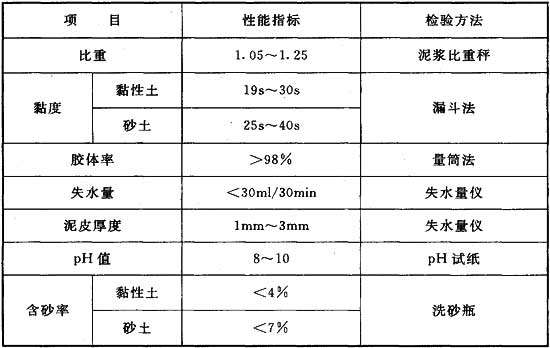 项 目 性能指标 检验方法
比重 1.05～1.25 泥浆比重秤
黏度 黏性土 19s～30s 漏斗法
砂土 25s～40s
胶体率 >98% 量筒法
失水量 <30ml/30min 失水量仪
泥皮厚度 1mm～3mm 失水量仪
pH值 8～10 pH试纸
含砂率 黏性土 <4% 洗砂瓶
砂土 <7%